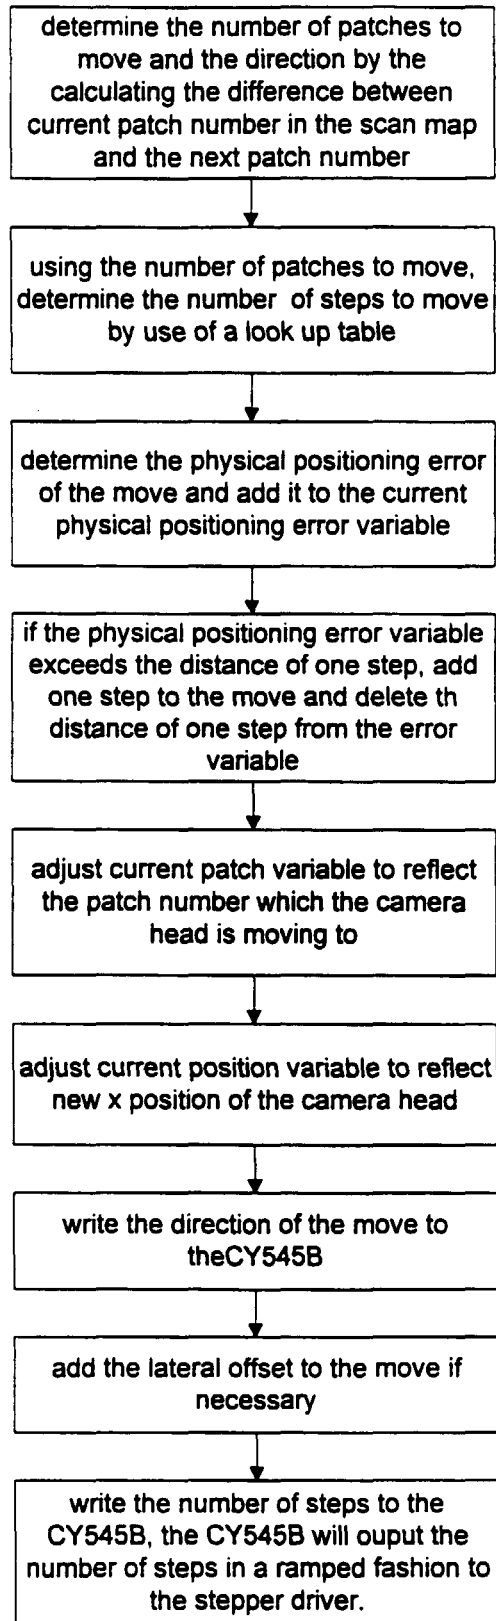 determine the number of patches to
move and the direction by the
calculating the difference between
current patch number in the scan map
and the next patch number
using the number of patches to move,
determine the number of steps to move
by use of a look up table
determine the physical positioning error
of the move and add it to the current
physical positioning error variable
if the physical positioning error variable
exceeds the distance of one step, add
one step to the move and delete th
distance of one step from the error
variable
adjust current patch variable to reflect
the patch number which the camera
head is moving to
adjust current position variable to reflect
new x position of the camera head
write the direction of the move to
theCY545B
add the lateral offset to the move if
necessary
write the number of steps to the
CY545B, the CY545B will ouput the
number of steps in a ramped fashion to
the stepper driver.